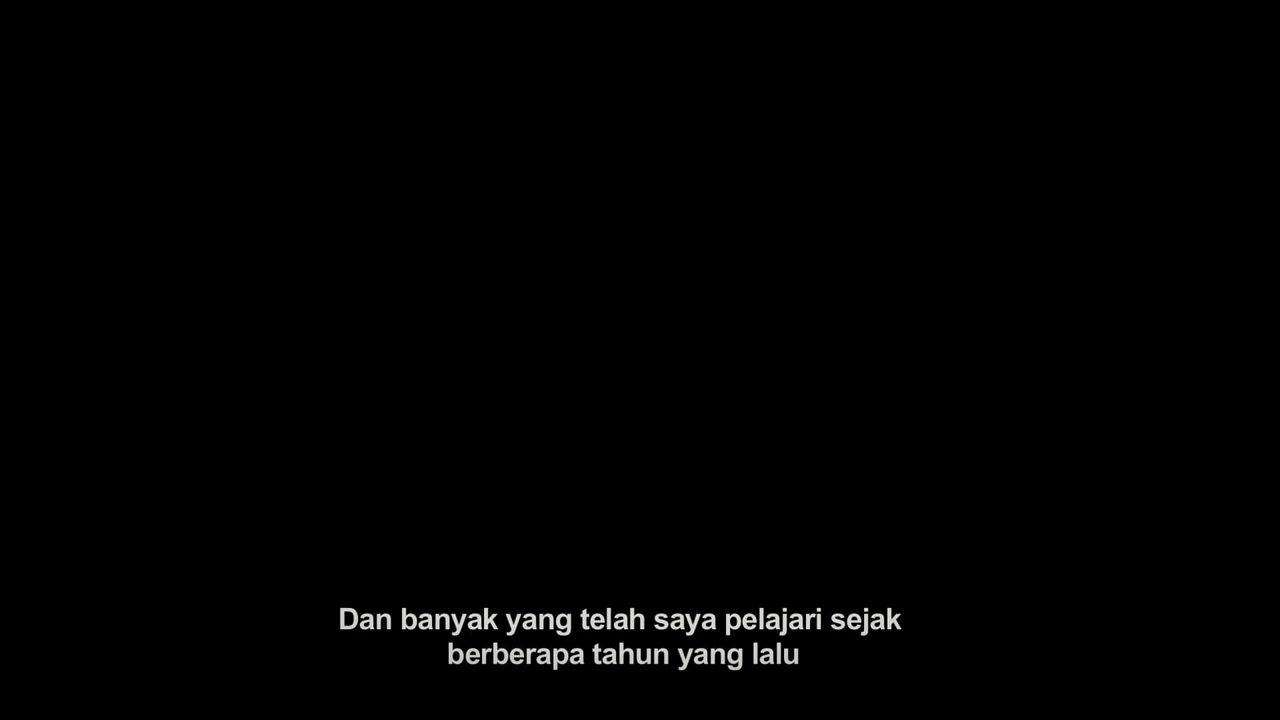 Dan banyak yang telah saya pelajari sejak
berberapa tahun yang lalu